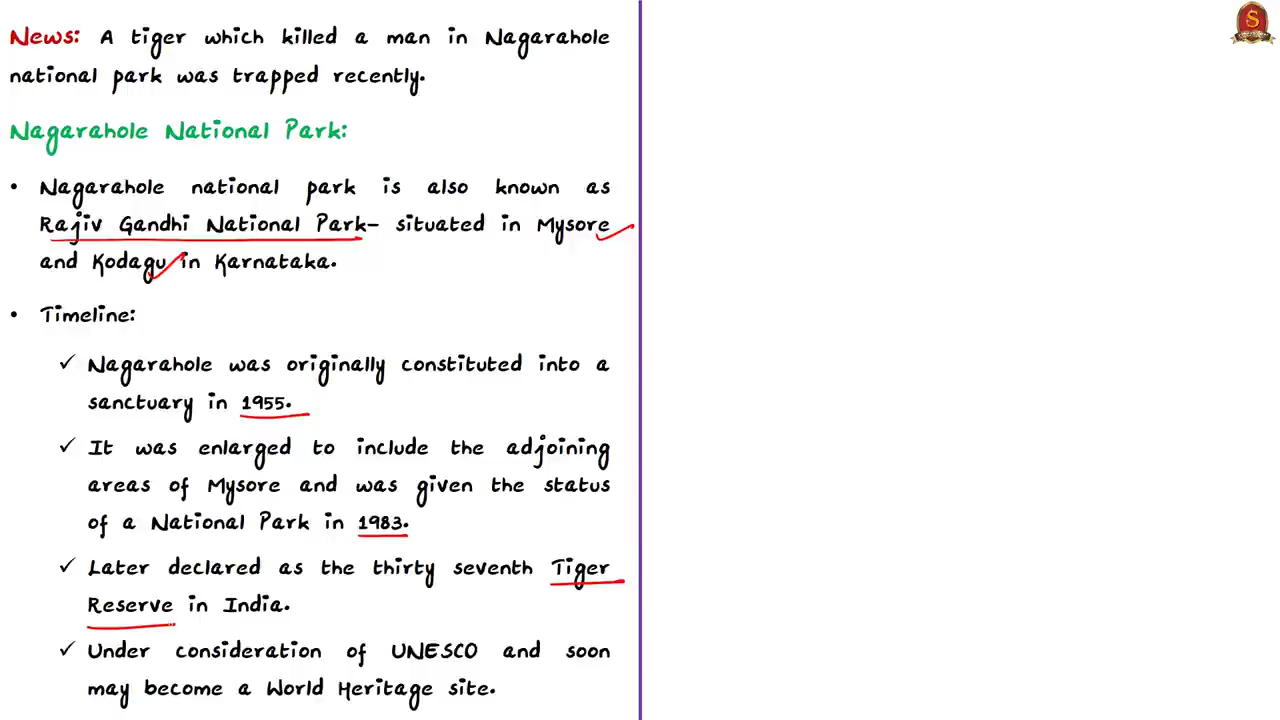 News: A tiger which killed a man in Nagarahole
national park was trapped recently.
Nagarahole National Park:
• Nagarahole national park is also known as
Rajiv Gandhi National Park– situated in Mysore
and Kodagu in Karnataka.
• Timeline:
✓ Nagarahole was originally constituted into a
sanctuary in 1955.
✓ It was enlarged to include the adjoining
areas of Mysore and was given the status
of a National Park in 1983.
✓ Later declared as the thirty seventh Tiger
Reserve in India.
✓ Under consideration of UNESCO and soon
may become a World Heritage site.
S